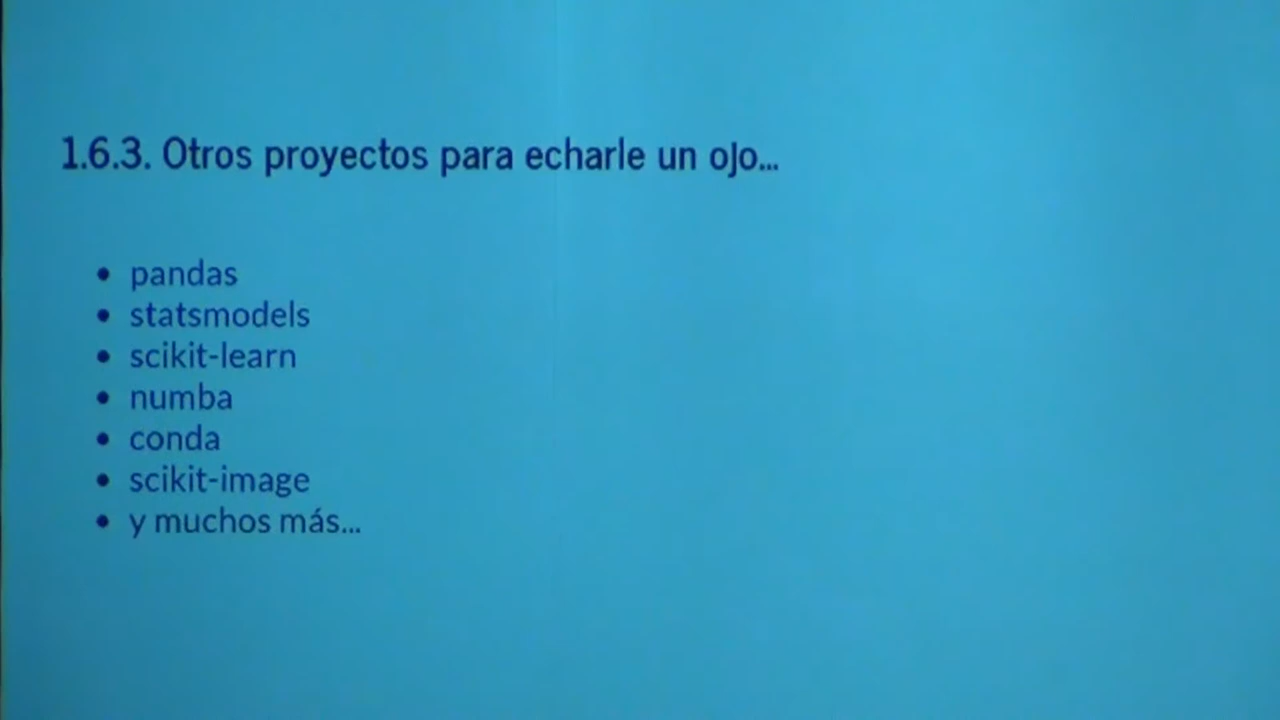 1.6.3. Otros proyectos para echarle un ojo...
• pandas
• statsmodels
• scikit-learn
• numba
• conda
• scikit-image
• y muchos más...